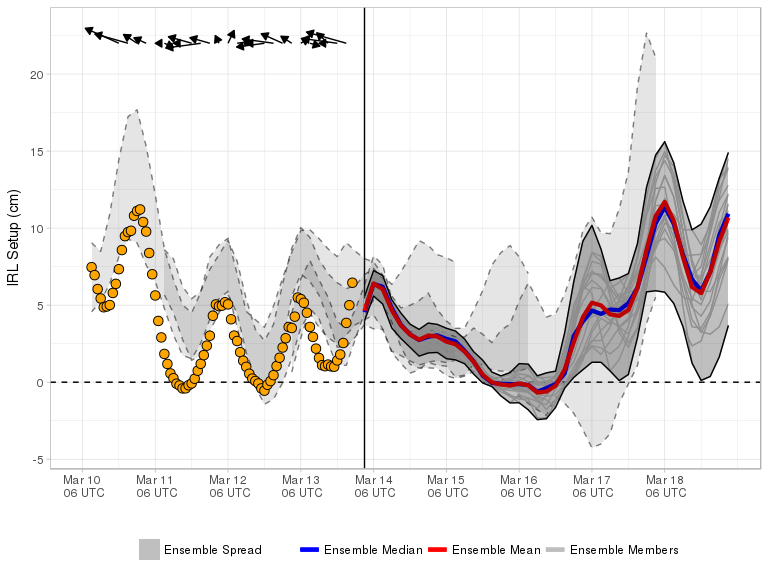 IRL Setup (cm)
20
15
10
5
0
-5
Mar 10 Mar 11 Mar 12 Mar 13 Mar 14 Mar 15 Mar 16 Mar 17 Mar 18
06 UTC 06 UTC 06 UTC 06 UTC 06 UTC 06 UTC 06 UTC 06 UTC 06 UTC
Ensemble Spread Ensemble Median Ensemble Mean Ensemble Members